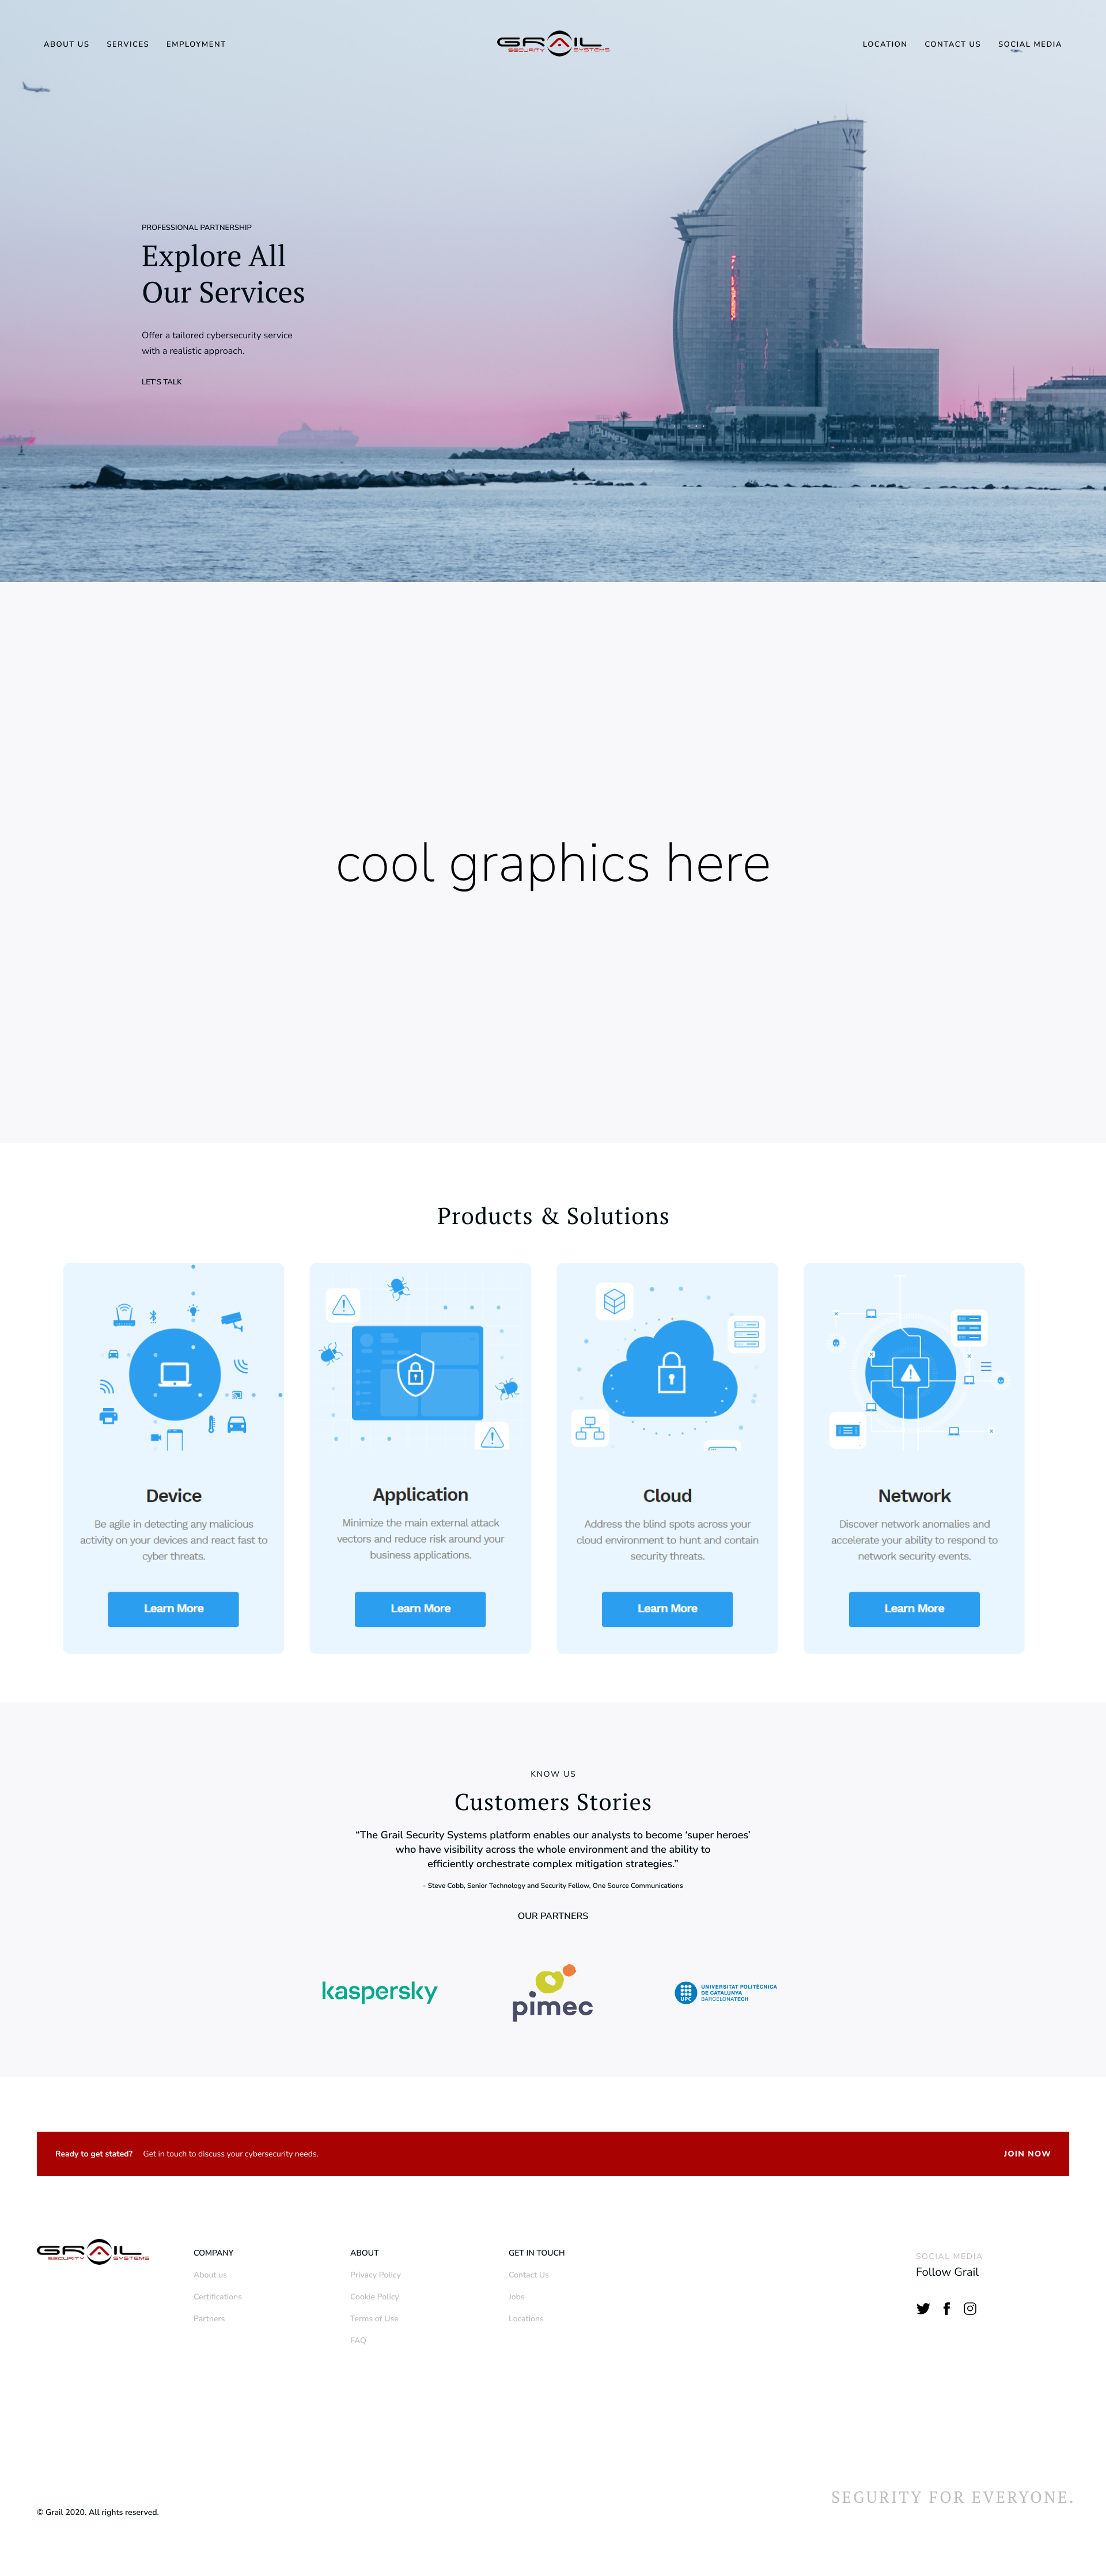 ABOUT US
SERVICES
EMPLOYMENT
GRAIL
SECURITY SYSTEMS
LOCATION
CONTACT US
SOCIAL MEDIA
PROFESSIONAL PARTNERSHIP
Explore All
Our Services
Offer a tailored cybersecurity service
with a realistic approach.
LET'S TALK
cool graphics here
Products & Solutions
Device
Be agile in detecting any malicious
activity on your devices and react fast to
cyber threats.
Learn More
Application
Minimize the main external attack
vectors and reduce risk around your
business applications.
Learn More
Cloud
Address the blind spots across your
cloud environment to hunt and contain
security threats.
Learn More
Network
Discover network anomalies and
accelerate your ability to respond to
network security events.
Learn More
KNOW US
Customers Stories
“The Grail Security Systems platform enables our analysts to become ‘super heroes’
who have visibility across the whole environment and the ability to
efficiently orchestrate complex mitigation strategies.”
- Steve Cobb, Senior Technology and Security Fellow, One Source Communications
OUR PARTNERS
kaspersky
pimec
UPC
UNIVERSITAT POLITÈCNICA
DE CATALUNYA
BARCELONATECH
Ready to get stated?
Get in touch to discuss your cybersecurity needs.
JOIN NOW
GRAIL
SECURITY SYSTEMS
COMPANY
About us
Certifications
Partners
ABOUT
Privacy Policy
Cookie Policy
Terms of Use
FAQ
GET IN TOUCH
Contact Us
Jobs
Locations
SOCIAL MEDIA
Follow Grail
© Grail 2020. All rights reserved.
SEGURITY FOR EVERYONE.